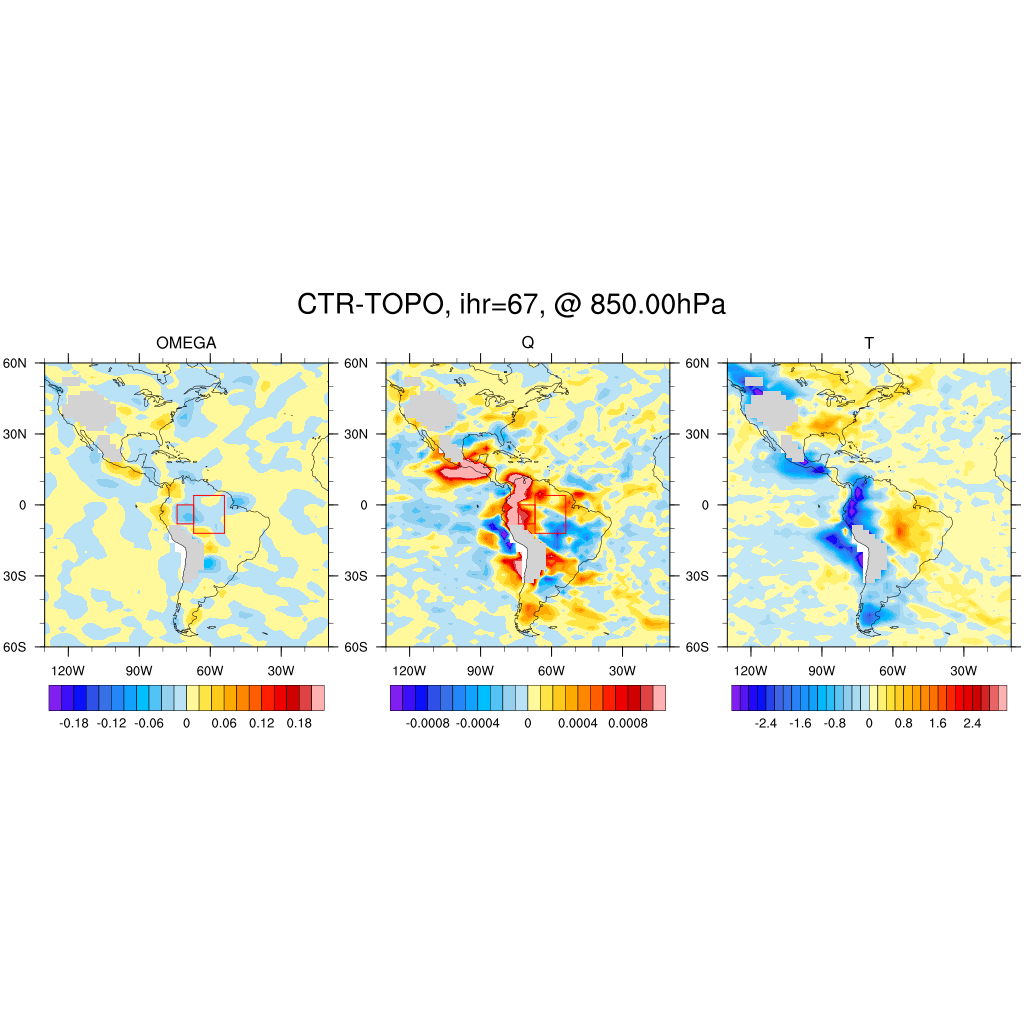 CTR-TOPO, ihr=67, @ 850.00hPa
OMEGA
Q
T
60N
30N
0
30S
60S
120W 90W 60W 30W
60N
30N
0
30S
60S
120W 90W 60W 30W
60N
30N
0
30S
60S
120W 90W 60W 30W
-0.18 -0.12 -0.06 0 0.06 0.12 0.18
-0.0008 -0.0004 0 0.0004 0.0008
-2.4 -1.6 -0.8 0 0.8 1.6 2.4